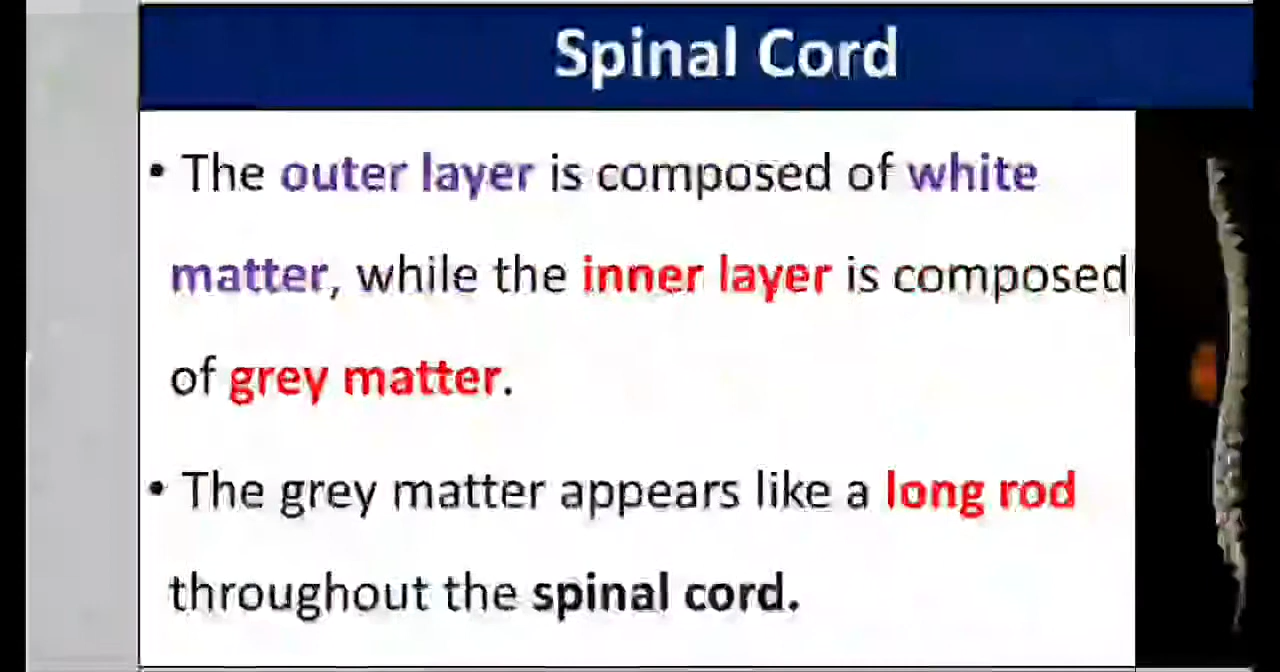 Spinal Cord
• The outer layer is composed of white
matter, while the inner layer is composed
of grey matter.
• The grey matter appears like a long rod
throughout the spinal cord.